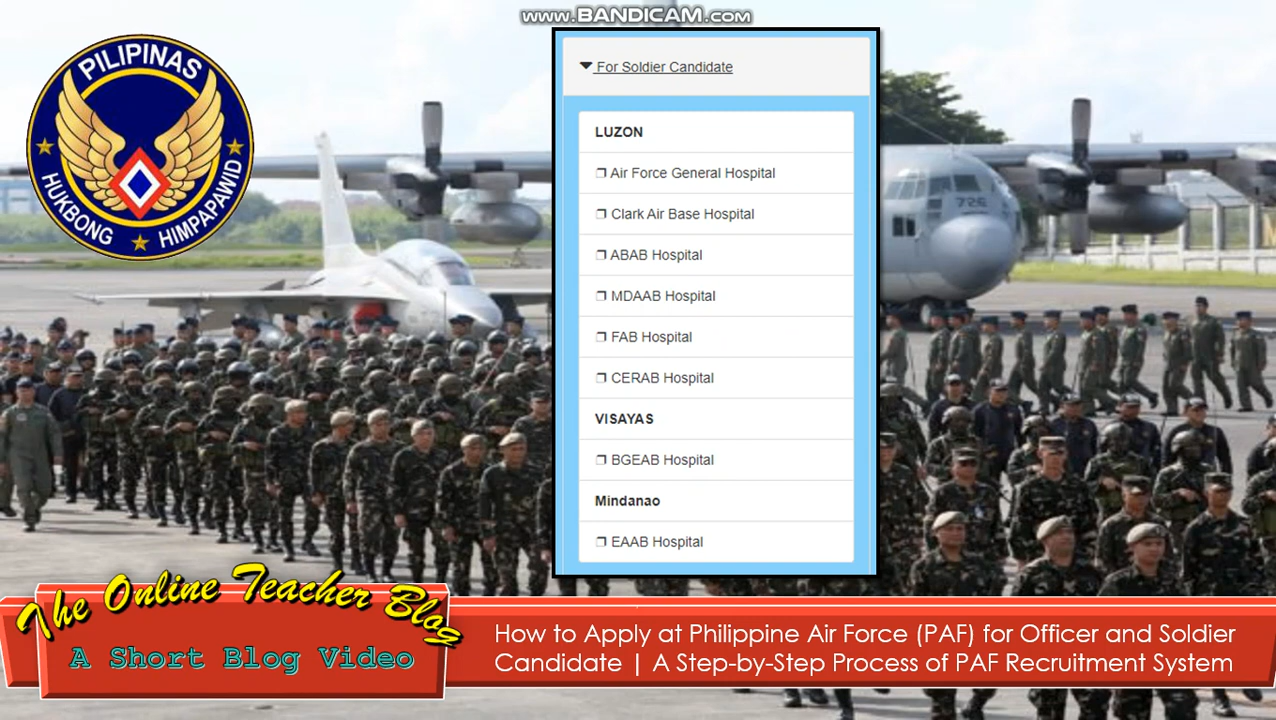 www.BANDICAM.com
PILIPINAS
HUKBONG HIMPAPAWID
For Soldier Candidate
LUZON
Air Force General Hospital
Clark Air Base Hospital
ABAB Hospital
MDAAB Hospital
FAB Hospital
CERAB Hospital
VISAYAS
BGEAB Hospital
Mindanao
EAAB Hospital
726
The Online Teacher Blog
A Short Blog Video
How to Apply at Philippine Air Force (PAF) for Officer and Soldier
Candidate | A Step-by-Step Process of PAF Recruitment System